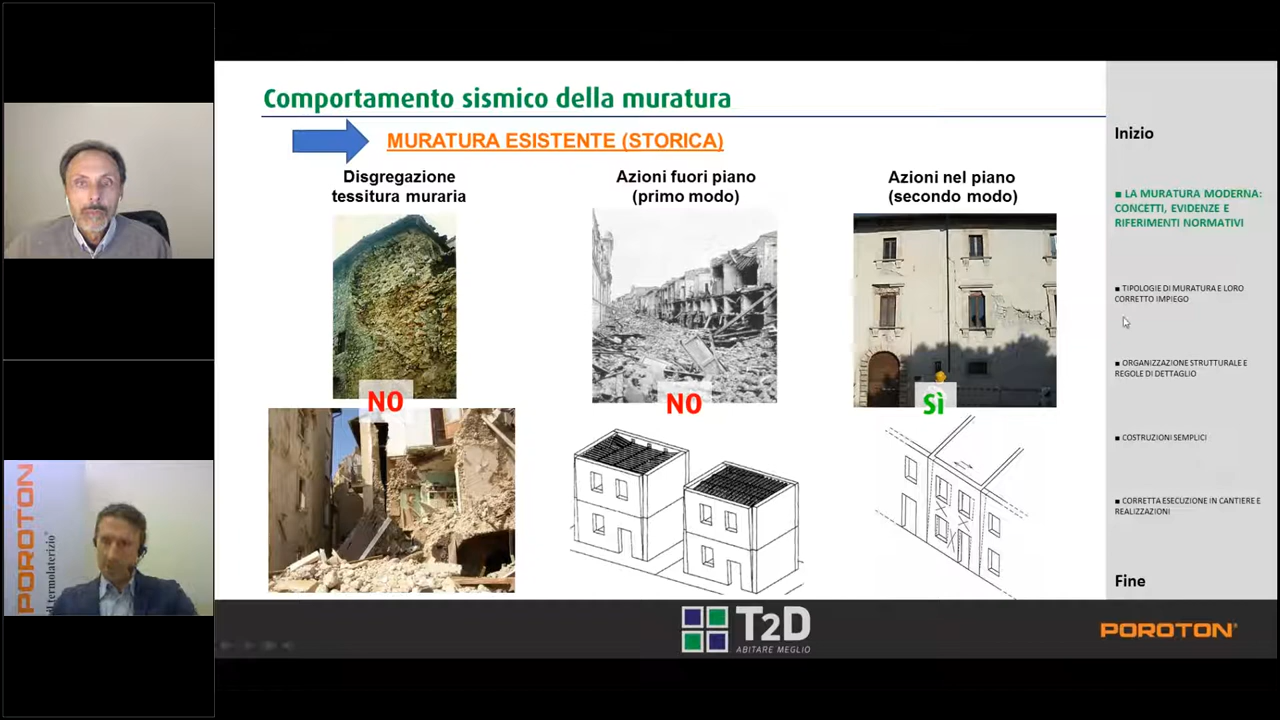 Comportamento sismico della muratura
MURATURA ESISTENTE (STORICA)
Disgregazione
tessitura muraria
Azioni fuori piano
(primo modo)
Azioni nel piano
(secondo modo)
NO
NO
Sì
Inizio
■ LA MURATURA MODERNA:
CONCETTI, EVIDENZE E
RIFERIMENTI NORMATIVI
■ TIPOLOGIE DI MURATURA E LORO
CORRETTO IMPIEGO
■ ORGANIZZAZIONE STRUTTURALE E
REGOLE DI DETTAGLIO
■ COSTRUZIONI SEMPLICI
■ CORRETTA ESECUZIONE IN CANTIERE E
REALIZZAZIONI
Fine
T2D
ABITARE MEGLIO
POROTON®
POROTON
il termolaterizio®